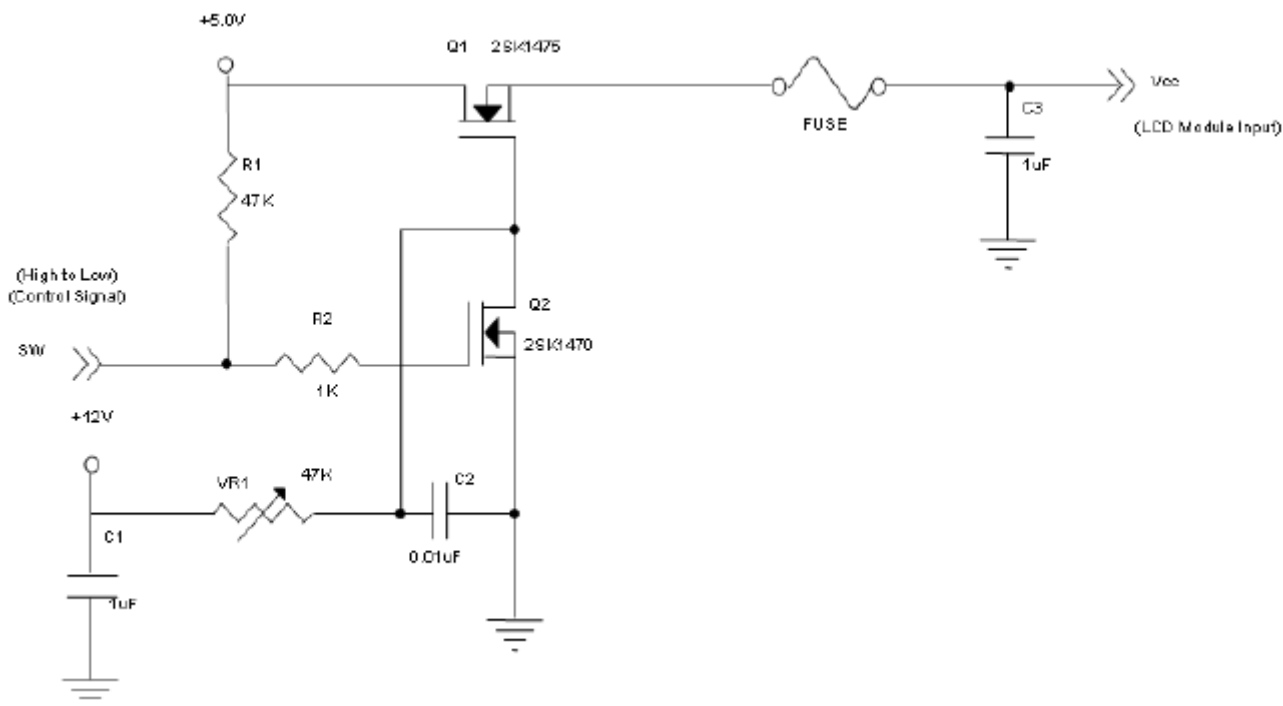 +5.0V
Q1 2SK1475
FUSE
C3
1uF
Vcc
(LCD Module Input)
R1
47K
(High to Low)
(Control Signal)
SW
R2
1K
Q2
2SK1470
+12V
VR1
47K
C2
0.01uF
C1
1uF